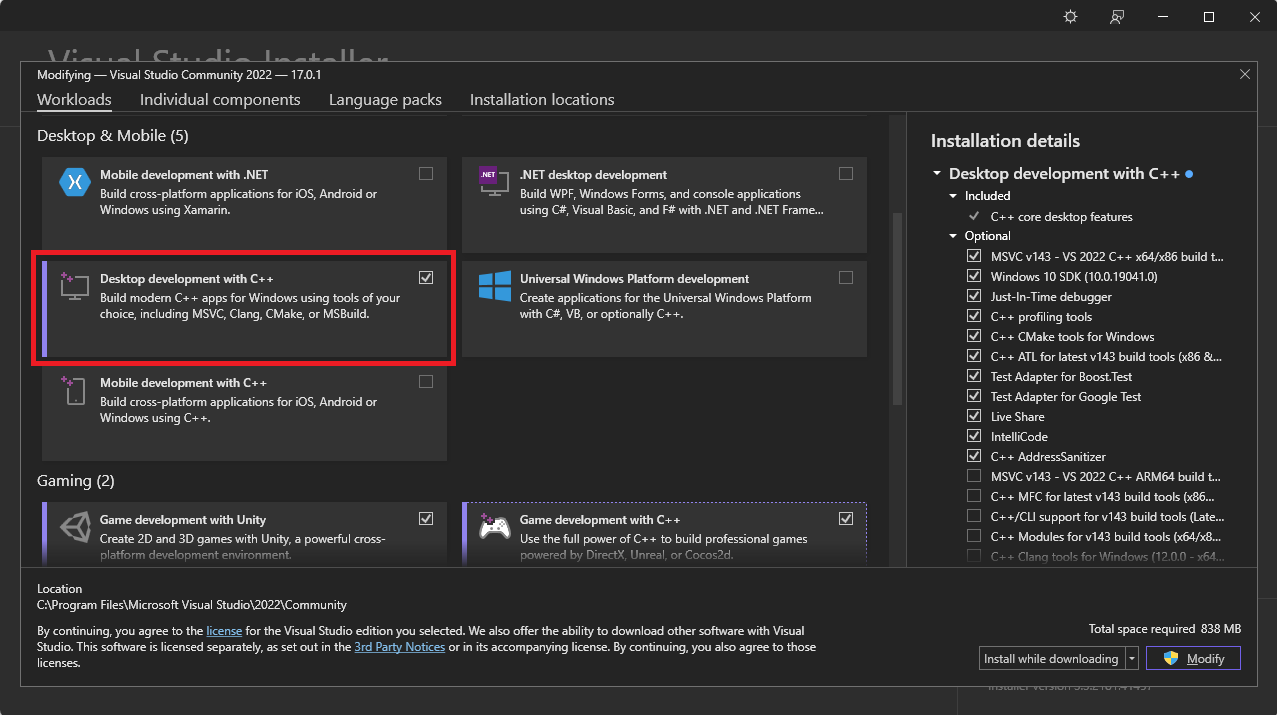 Visual Studio Installer
Modifying — Visual Studio Community 2022 — 17.0.1
Workloads
Individual components
Language packs
Installation locations
Desktop & Mobile (5)
Mobile development with .NET
Build cross-platform applications for iOS, Android or
Windows using Xamarin.
.NET
.NET desktop development
Build WPF, Windows Forms, and console applications
using C#, Visual Basic, and F# with .NET and .NET Frame...
Desktop development with C++
Build modern C++ apps for Windows using tools of your
choice, including MSVC, Clang, CMake, or MSBuild.
Universal Windows Platform development
Create applications for the Universal Windows Platform
with C#, VB, or optionally C++.
Mobile development with C++
Build cross-platform applications for iOS, Android or
Windows using C++.
Gaming (2)
Game development with Unity
Create 2D and 3D games with Unity, a powerful cross-
platform development environment.
Game development with C++
Use the full power of C++ to build professional games
powered by DirectX, Unreal, or Cocos2d.
Installation details
Desktop development with C++
Included
C++ core desktop features
Optional
MSVC v143 - VS 2022 C++ x64/x86 build t...
Windows 10 SDK (10.0.19041.0)
Just-In-Time debugger
C++ profiling tools
C++ CMake tools for Windows
C++ ATL for latest v143 build tools (x86 &...
Test Adapter for Boost.Test
Test Adapter for Google Test
Live Share
IntelliCode
C++ AddressSanitizer
MSVC v143 - VS 2022 C++ ARM64 build t...
C++ MFC for latest v143 build tools (x86...
C++/CLI support for v143 build tools (Late...
C++ Modules for v143 build tools (x64/x8...
C++ Clang tools for Windows (12.0.0 - x64...
Location
C:\Program Files\Microsoft Visual Studio\2022\Community
By continuing, you agree to the license for the Visual Studio edition you selected. We also offer the ability to download other software with Visual
Studio. This software is licensed separately, as set out in the 3rd Party Notices or in its accompanying license. By continuing, you also agree to those
licenses.
Total space required 838 MB
Install while downloading
Modify
Installer version